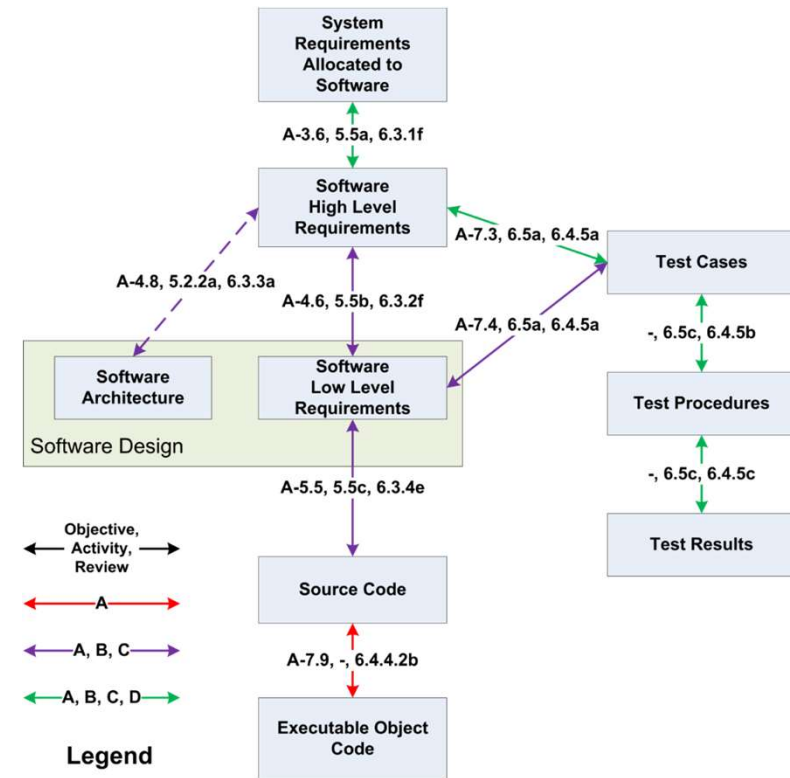 System
Requirements
Allocated to
Software
A-3.6, 5.5a, 6.3.1f
Software
High Level
Requirements
A-7.3, 6.5a, 6.4.5a
Test Cases
A-4.8, 5.2.2a, 6.3.3a
A-4.6, 5.5b, 6.3.2f
A-7.4, 6.5a, 6.4.5a
-, 6.5c, 6.4.5b
Software
Architecture
Software
Low Level
Requirements
Test Procedures
Software Design
-, 6.5c, 6.4.5c
A-5.5, 5.5c, 6.3.4e
Test Results
Objective,
Activity,
Review
Source Code
A
A, B, C
A-7.9, -, 6.4.4.2b
A, B, C, D
Executable Object
Code
Legend